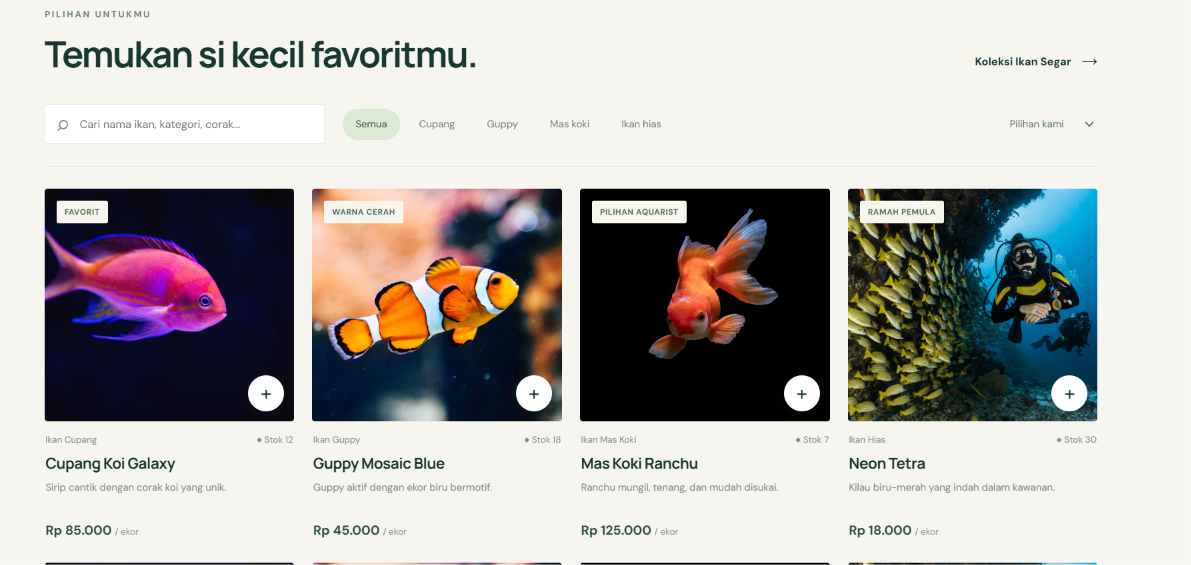 PILIHAN UNTUKMU
Temukan si kecil favoritmu.
Koleksi Ikan Segar →
Cari nama ikan, kategori, corak...
Semua
Cupang
Guppy
Mas koki
Ikan hias
Pilihan kami
FAVORIT
WARNA CERAH
PILIHAN AQUARIST
RAMAH PEMULA
+
+
+
+
Ikan Cupang
• Stok 12
Cupang Koi Galaxy
Sirip cantik dengan corak koi yang unik.
Rp 85.000 / ekor
Ikan Guppy
• Stok 18
Guppy Mosaic Blue
Guppy aktif dengan ekor biru bermotif.
Rp 45.000 / ekor
Ikan Mas Koki
• Stok 7
Mas Koki Ranchu
Ranchu mungil, tenang, dan mudah disukai.
Rp 125.000 / ekor
Ikan Hias
• Stok 30
Neon Tetra
Kilau biru-merah yang indah dalam kawanan.
Rp 18.000 / ekor